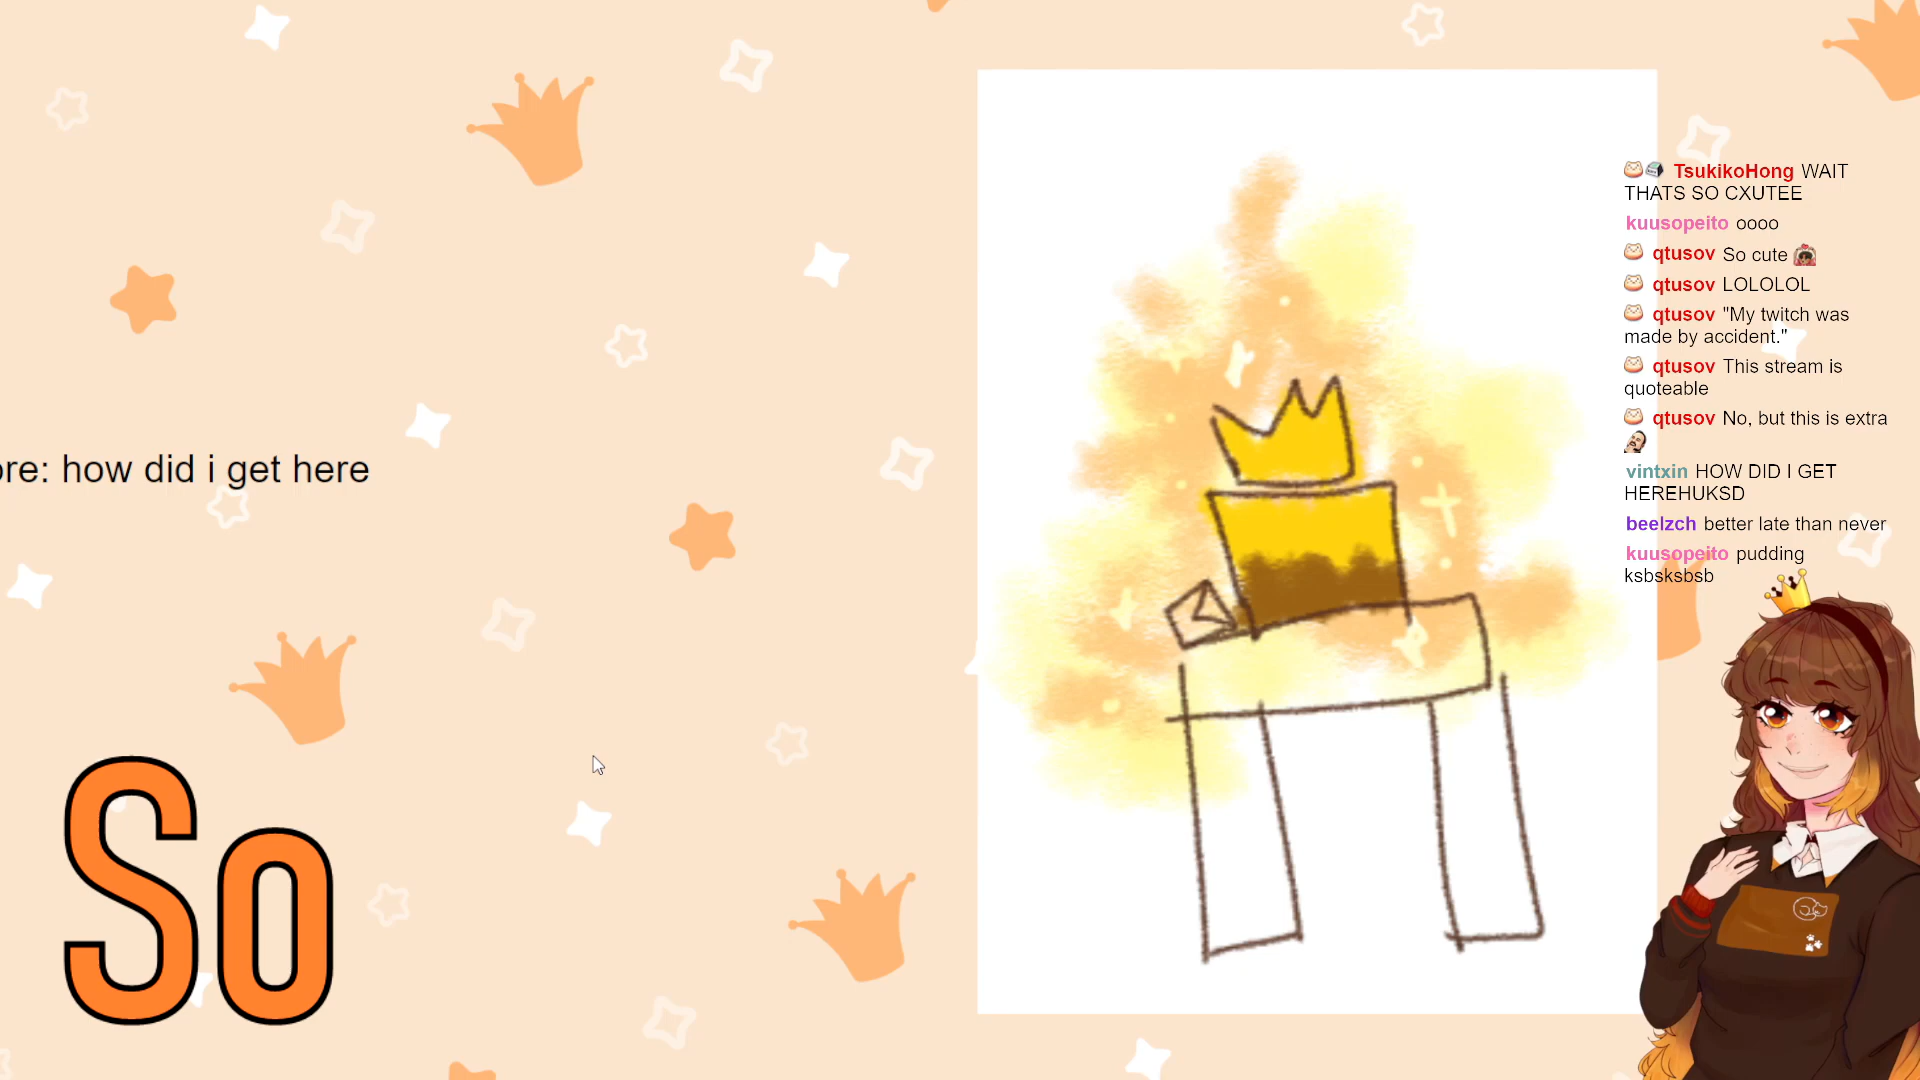 ore: how did i get here
So
TsukikoHong WAIT
THATS SO CXUTEE
kuusopeito oooo
qtusov So cute
qtusov LOLOLOL
qtusov "My twitch was
made by accident."
qtusov This stream is
quoteable
qtusov No, but this is extra
vintxin HOW DID I GET
HEREHUKSD
beelzch better late than never
kuusopeito pudding
ksbsksbsb